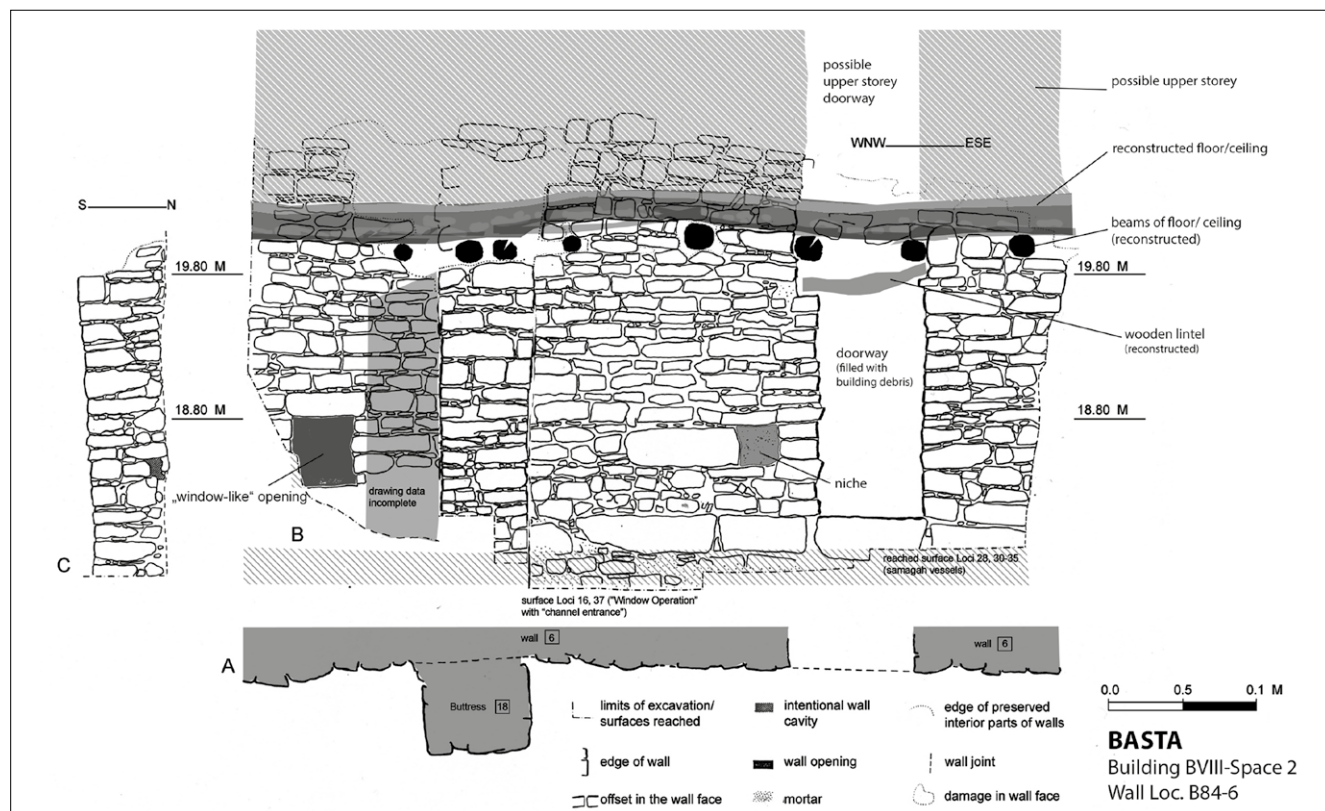 possible
upper storey
doorway
possible upper storey
WNW
ESE
reconstructed floor/ceiling
S
N
beams of floor/ ceiling
(reconstructed)
19.80 M
19.80 M
wooden lintel
(reconstructed)
doorway
(filled with
building debris)
18.80 M
18.80 M
„window-like“ opening
niche
drawing data
incomplete
B
C
reached surface Loci 28, 30-35
(samagah vessels)
surface Loci 16, 37 ("Window Operation"
with "channel entrance")
A
wall 6
wall 6
Buttress 18
limits of excavation/
surfaces reached
intentional wall
cavity
edge of preserved
interior parts of walls
edge of wall
wall opening
wall joint
offset in the wall face
mortar
damage in wall face
0.0 0.5 0.1 M
BASTA
Building BVIII-Space 2
Wall Loc. B84-6